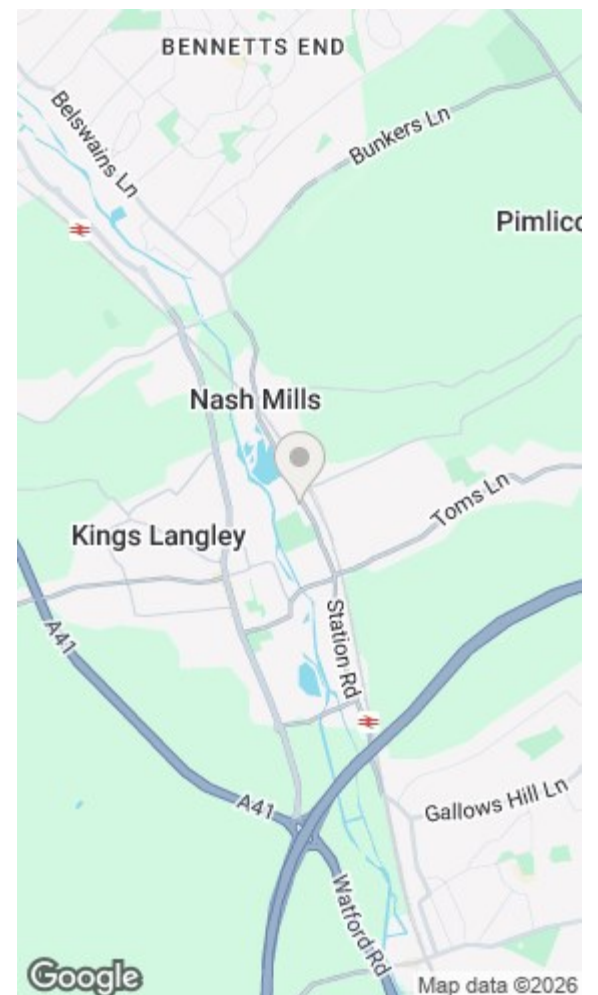 BENNETTS END
Belswains Ln
Bunkers Ln
Pimlico
Nash Mills
Toms Ln
Kings Langley
Station Rd
A41
A41
Gallows Hill Ln
Watford Rd
Google
Map data ©2026